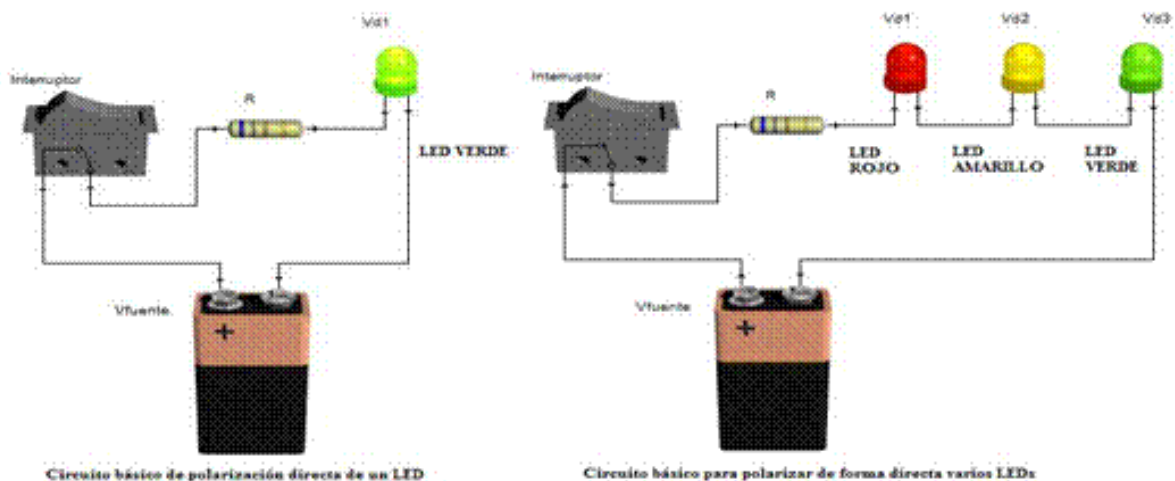 Vd1
Interruptor
R
LED VERDE
Vfuente
+
Circuito básico de polarización directa de un LED
Vd1
Vd2
Vd3
Interruptor
R
LED
ROJO
LED
AMARILLO
LED
VERDE
Vfuente
+
Circuito básico para polarizar de forma directa varios LEDs